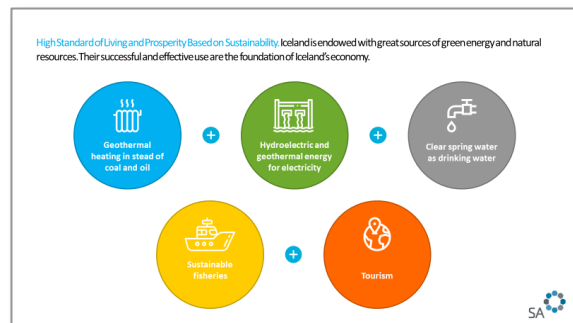 High Standard of Living and Prosperity Based on Sustainability. Iceland is endowed with great sources of green energy and natural
resources. Their successful and effective use are the foundation of Iceland's economy.
Geothermal
heating in stead of
coal and oil
Hydroelectric and
geothermal energy
for electricity
Clear spring water
as drinking water
Sustainable
fisheries
Tourism
SA